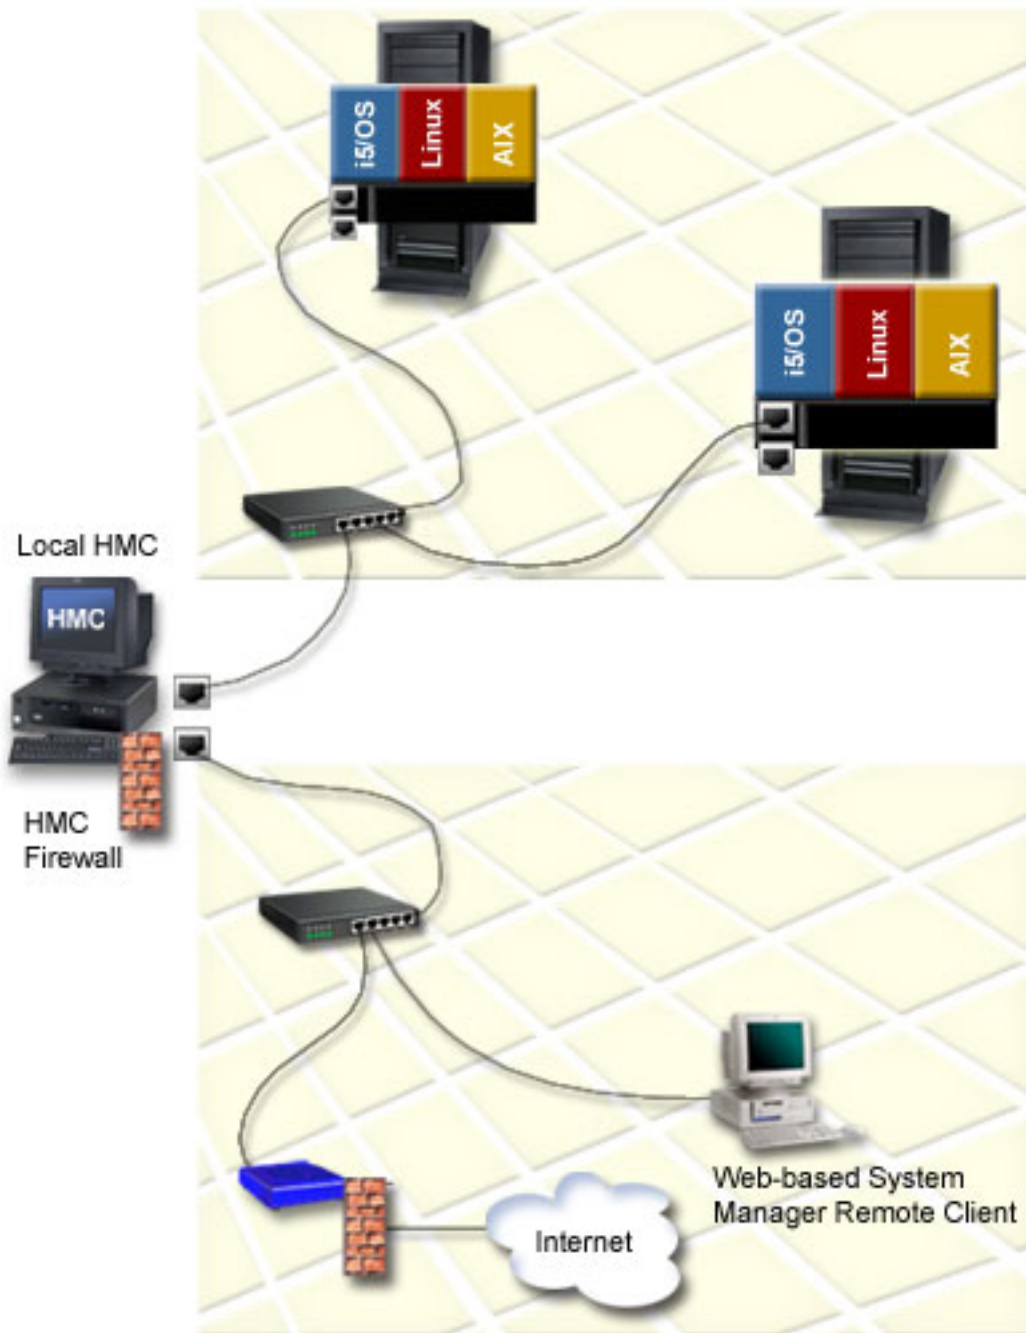 i5/OS
Linux
AIX
i5/OS
Linux
AIX
Local HMC
HMC
HMC
Firewall
Web-based System
Manager Remote Client
Internet